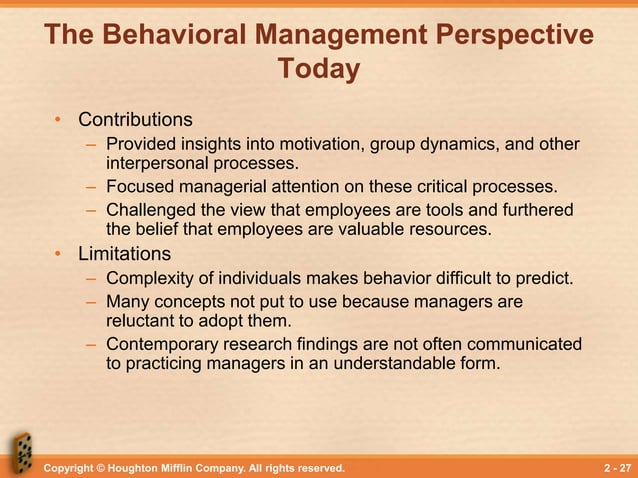 The Behavioral Management Perspective
Today
• Contributions
– Provided insights into motivation, group dynamics, and other
interpersonal processes.
– Focused managerial attention on these critical processes.
– Challenged the view that employees are tools and furthered
the belief that employees are valuable resources.
• Limitations
– Complexity of individuals makes behavior difficult to predict.
– Many concepts not put to use because managers are
reluctant to adopt them.
– Contemporary research findings are not often communicated
to practicing managers in an understandable form.
Copyright © Houghton Mifflin Company. All rights reserved. 2 - 27